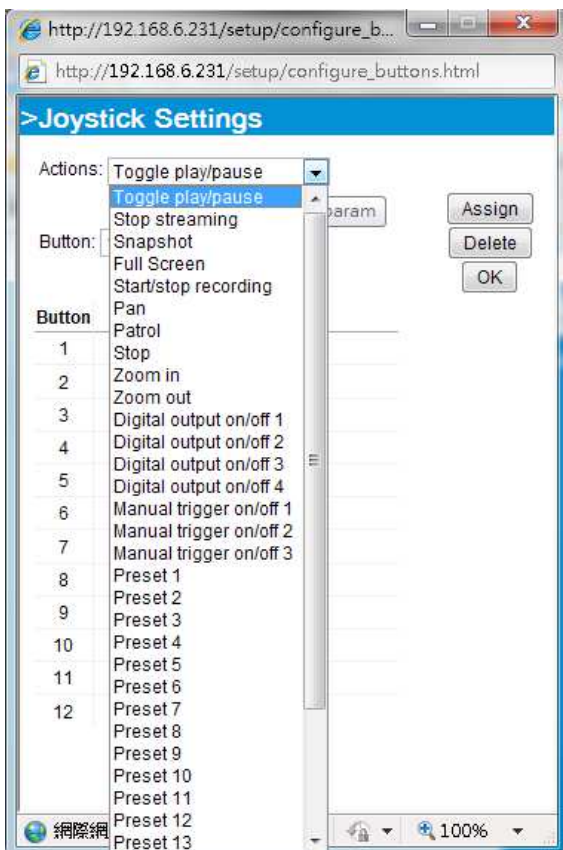 http://192.168.6.231/setup/configure_b...
http://192.168.6.231/setup/configure_buttons.html
>Joystick Settings
Actions: Toggle play/pause
Toggle play/pause
Stop streaming
param
Assign
Button:
Snapshot
Delete
Full Screen
OK
Start/stop recording
Button
Pan
Patrol
1
Stop
2
Zoom in
Zoom out
3
Digital output on/off 1
4
Digital output on/off 2
Digital output on/off 3
5
Digital output on/off 4
6
Manual trigger on/off 1
Manual trigger on/off 2
7
Manual trigger on/off 3
8
Preset 1
Preset 2
9
Preset 3
10
Preset 4
Preset 5
11
Preset 6
12
Preset 7
Preset 8
Preset 9
Preset 10
Preset 11
Preset 12
網際網
100%
Preset 13